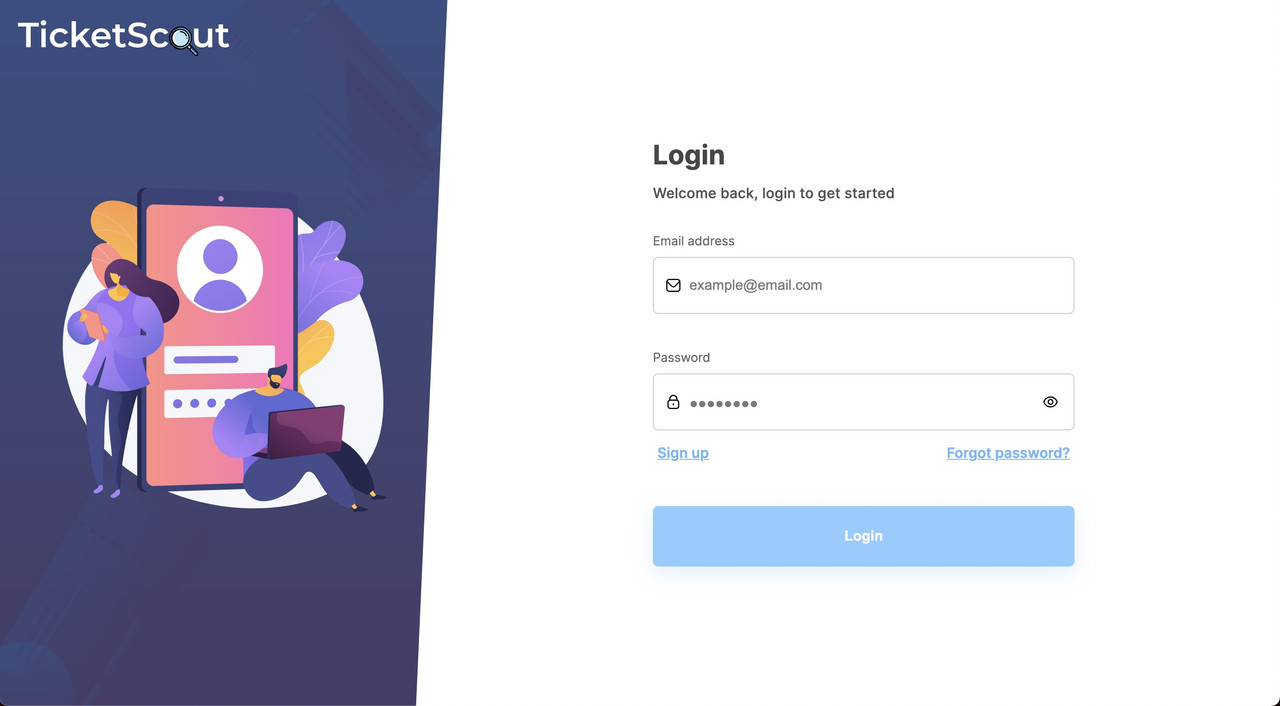 TicketScout
Login
Welcome back, login to get started
Email address
example@email.com
Password
••••••••
Sign up
Forgot password?
Login